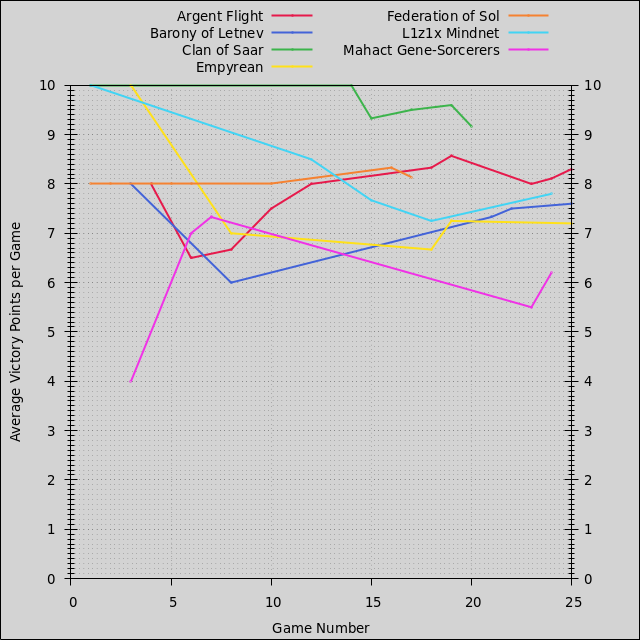 Argent Flight
Barony of Letnev
Clan of Saar
Empyrean
Federation of Sol
L1z1x Mindnet
Mahact Gene-Sorcerers
10
9
8
7
6
5
4
3
2
1
0
10
9
8
7
6
5
4
3
2
1
0
0 5 10 15 20 25
Average Victory Points per Game
Game Number